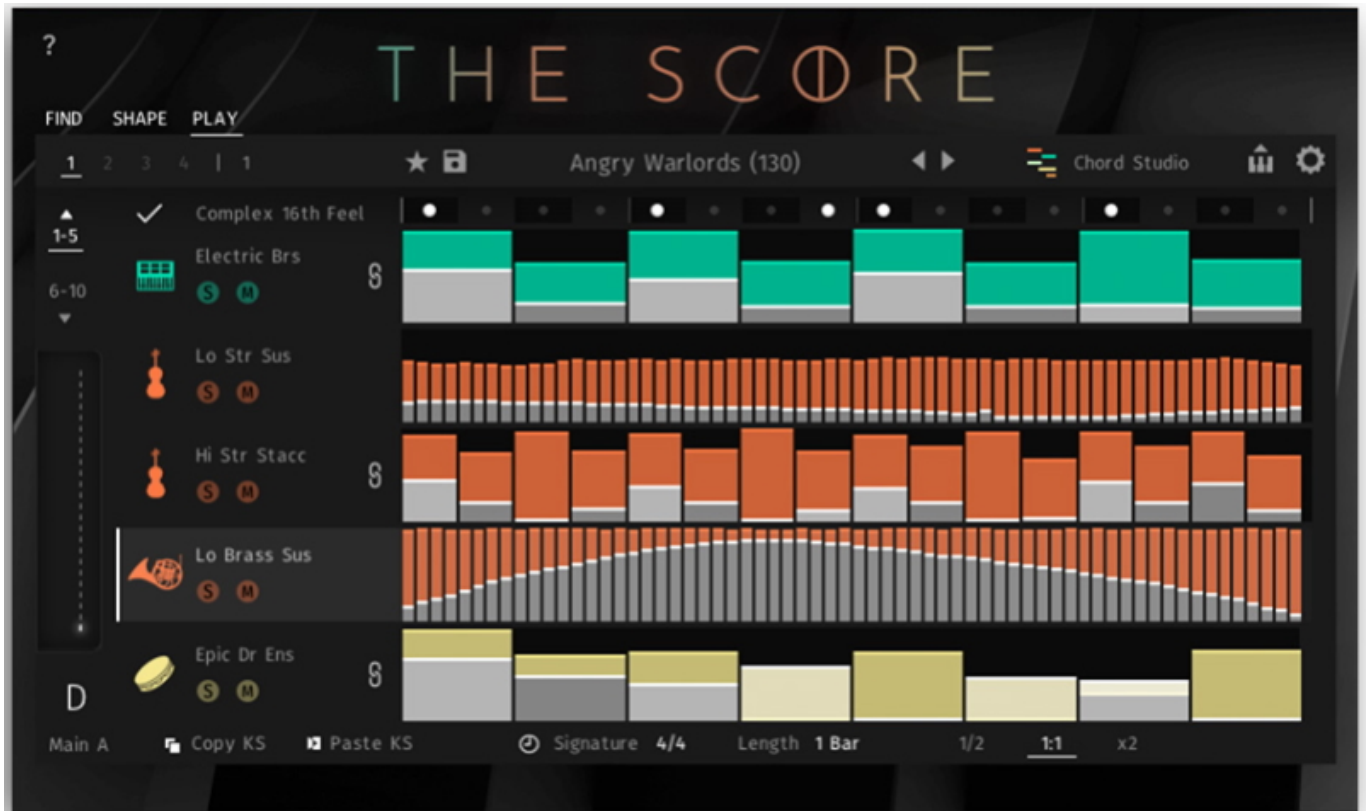 ?
THE SCORE
FIND SHAPE PLAY
1 2 3 4 | 1 Angry Warlords (130) Chord Studio
1-5 Complex 16th Feel
6-10 Electric Brs
S M
Lo Str Sus
S M
Hi Str Stacc
S M
Lo Brass Sus
S M
Epic Dr Ens
S M
D
Main A Copy KS Paste KS Signature 4/4 Length 1 Bar 1/2 1:1 x2